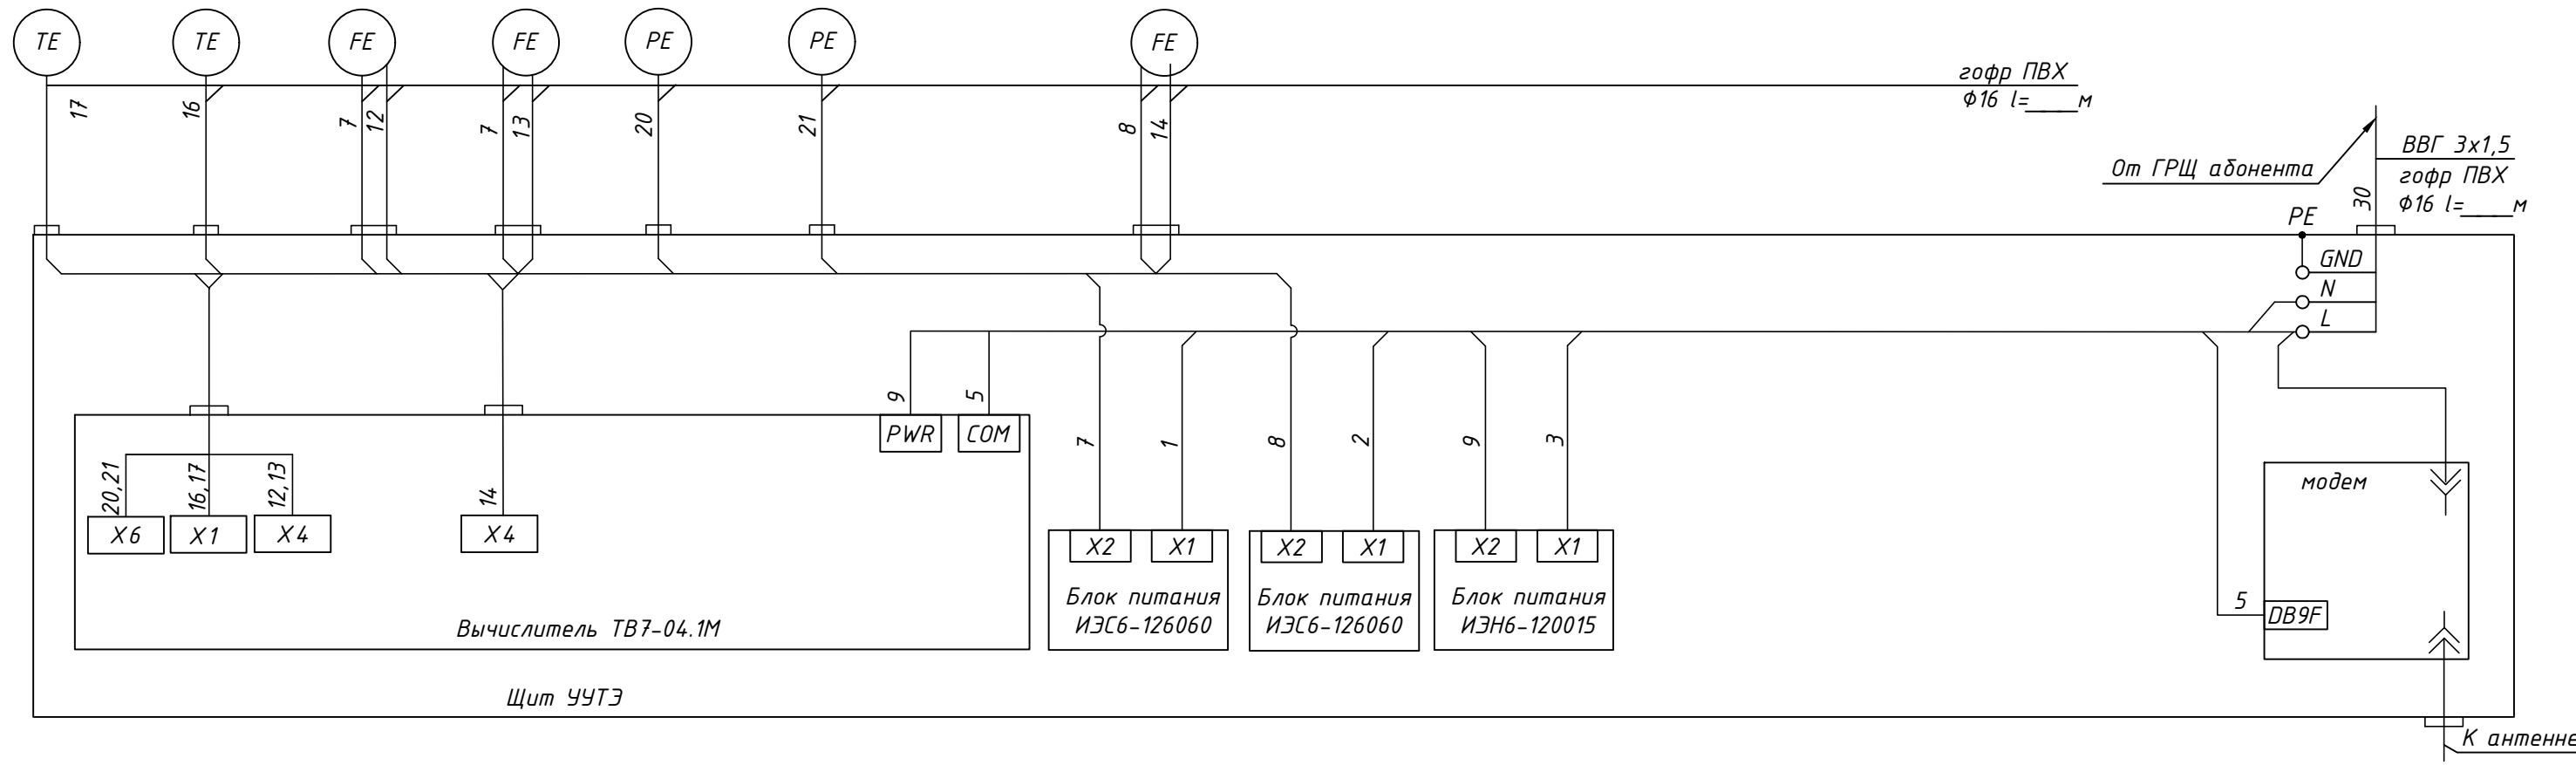 TE
TE
FE
FE
PE
PE
FE
гофр ПВХ
Ф16 l=____м
17
16
7
12
7
13
20
21
8
14
От ГРЩ абонента
ВВГ 3х1,5
гофр ПВХ
Ф16 l=____м
30
PE
GND
N
L
9
5
PWR
COM
7
1
8
2
9
3
20,21
16,17
12,13
14
X6
X1
X4
X4
модем
X2
X1
X2
X1
X2
X1
Блок питания
ИЭС6-126060
Блок питания
ИЭС6-126060
Блок питания
ИЭН6-120015
5
DB9F
Вычислитель ТВ7-04.1М
Щит УУТЭ
К антенне